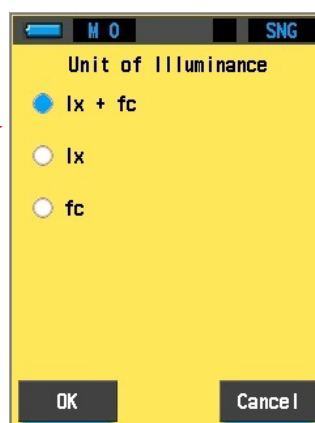 M 0 SNG
Unit of Illuminance
lx + fc
lx
fc
OK Cancel